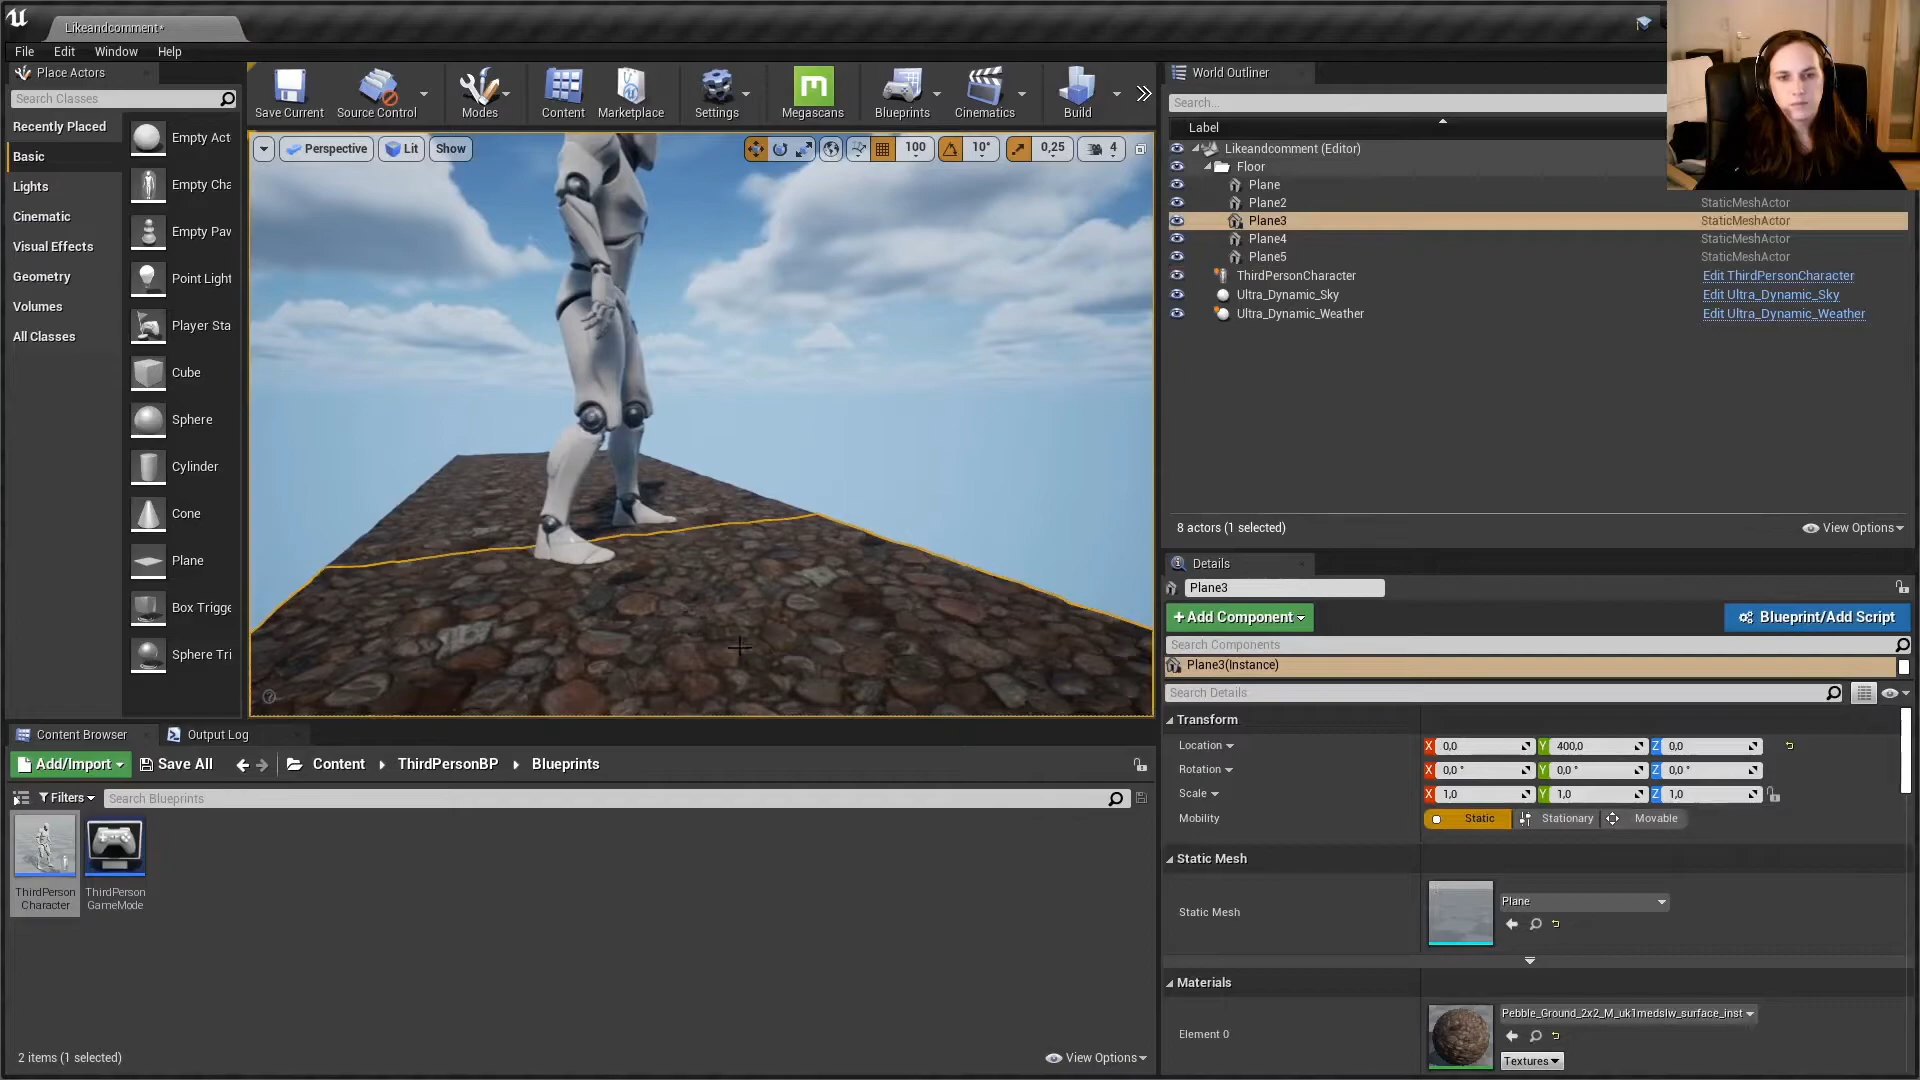 Likeandcomment*
File Edit Window Help
Place Actors
Search Classes
Recently Placed
Basic
Lights
Cinematic
Visual Effects
Geometry
Volumes
All Classes
Empty Act
Empty Cha
Empty Paw
Point Light
Player Sta
Cube
Sphere
Cylinder
Cone
Plane
Box Trigge
Sphere Tri
Save Current Source Control Modes Content Marketplace Settings Megascans Blueprints Cinematics Build
Perspective Lit Show 100 10° 0,25 4
World Outliner
Search...
Label
Likeandcomment (Editor)
Floor
Plane
Plane2 StaticMeshActor
Plane3 StaticMeshActor
Plane4 StaticMeshActor
Plane5 StaticMeshActor
ThirdPersonCharacter Edit ThirdPersonCharacter
Ultra_Dynamic_Sky Edit Ultra_Dynamic_Sky
Ultra_Dynamic_Weather Edit Ultra_Dynamic_Weather
8 actors (1 selected) View Options
Details
Plane3
+ Add Component Blueprint/Add Script
Search Components
Plane3(Instance)
Search Details
Transform
Location X 0,0 Y 400,0 Z 0,0
Rotation X 0,0 ° Y 0,0 ° Z 0,0 °
Scale X 1,0 Y 1,0 Z 1,0
Mobility Static Stationary Movable
Static Mesh
Static Mesh Plane
Materials
Element 0 Pebble_Ground_2x2_M_uk1medslw_surface_inst
Textures
Content Browser Output Log
Add/Import Save All Content ThirdPersonBP Blueprints
Filters Search Blueprints
ThirdPerson
Character
ThirdPerson
GameMode
2 items (1 selected) View Options